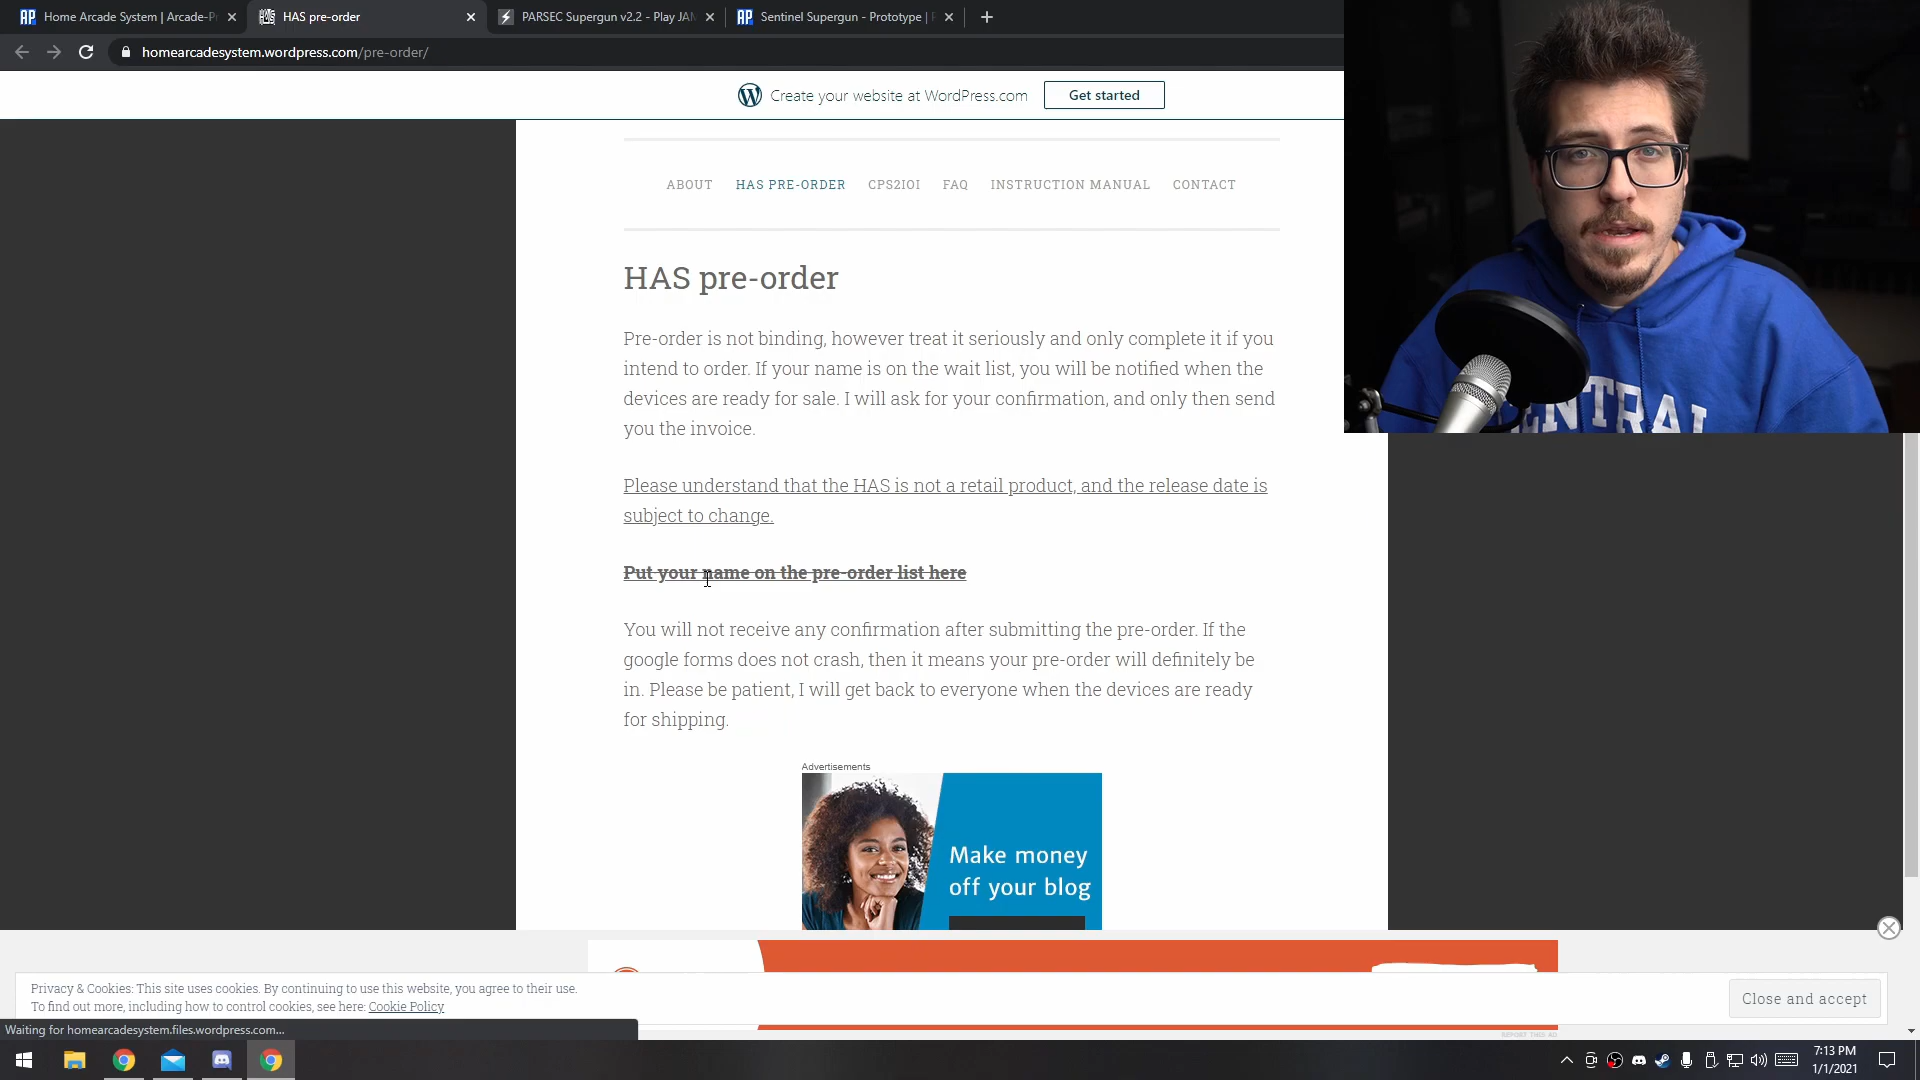 Home Arcade System | Arcade-P
HAS pre-order
PARSEC Supergun v2.2 - Play JAM
Sentinel Supergun - Prototype |
homearcadesystem.wordpress.com/pre-order/
Create your website at WordPress.com
Get started
ABOUT HAS PRE-ORDER CPS2IOI FAQ INSTRUCTION MANUAL CONTACT
HAS pre-order
Pre-order is not binding, however treat it seriously and only complete it if you
intend to order. If your name is on the wait list, you will be notified when the
devices are ready for sale. I will ask for your confirmation, and only then send
you the invoice.
Please understand that the HAS is not a retail product, and the release date is
subject to change.
Put your name on the pre-order list here
You will not receive any confirmation after submitting the pre-order. If the
google forms does not crash, then it means your pre-order will definitely be
in. Please be patient, I will get back to everyone when the devices are ready
for shipping.
Advertisements
Make money
off your blog
Privacy & Cookies: This site uses cookies. By continuing to use this website, you agree to their use.
To find out more, including how to control cookies, see here: Cookie Policy
Close and accept
REPORT THIS AD
Waiting for homearcadesystem.files.wordpress.com...
7:13 PM
1/1/2021
CENTRAL